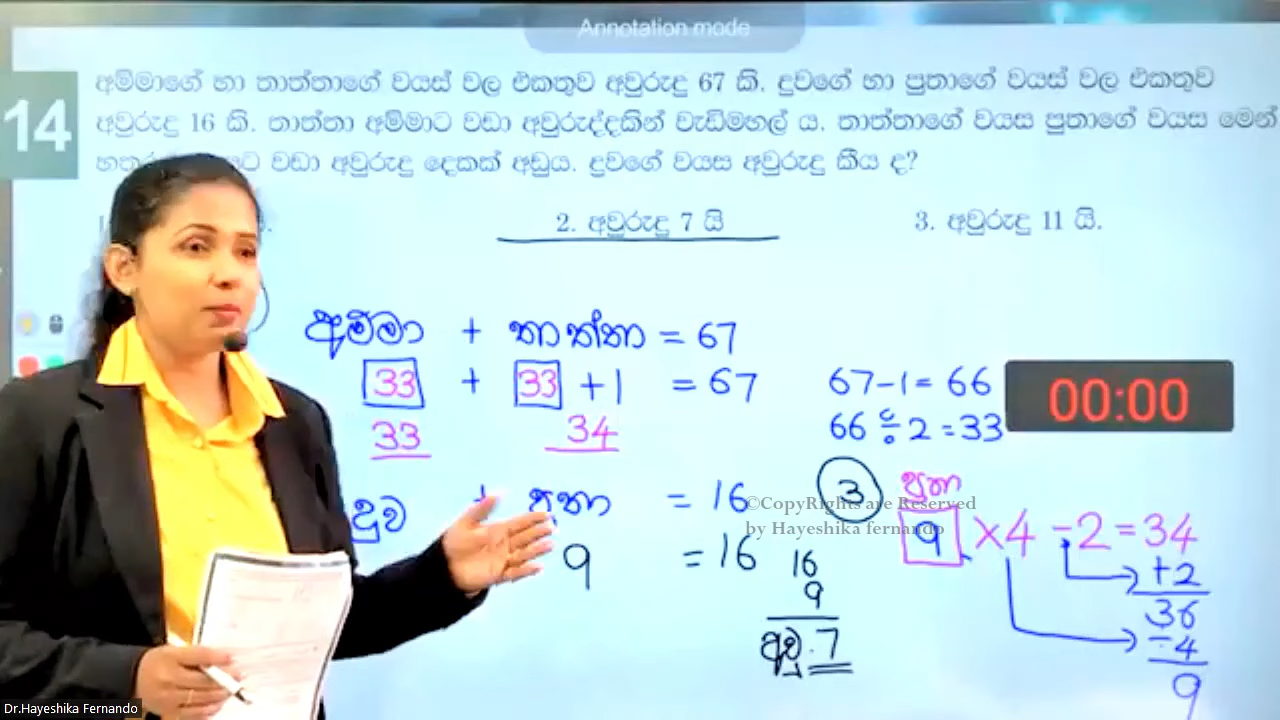 Annotation mode
14
අම්මාගේ හා තාත්තාගේ වයස් වල එකතුව අවුරුදු 67 කි. දුවගේ හා පුතාගේ වයස් වල එකතුව
අවුරුදු 16 කි. තාත්තා අම්මාට වඩා අවුරුද්දකින් වැඩිමහල් ය. තාත්තාගේ වයස පුතාගේ වයස මෙන්
වඩා අවුරුදු දෙකක් අඩුය. දුවගේ වයස අවුරුදු කීය ද?
2. අවුරුදු 7 යි
3. අවුරුදු 11 යි.
අම්මා + තාත්තා = 67
33 + 33 +1 = 67
33 34
67-1= 66
66 ÷ 2 =33
00:00
දුව + පුතා = 16
9 = 16
3
16
9
අවු. 7
පුතා
9 ×4 -2=34
+2
36
÷4
9
©CopyRights are Reserved
by Hayeshika fernando
Dr.Hayeshika Fernando